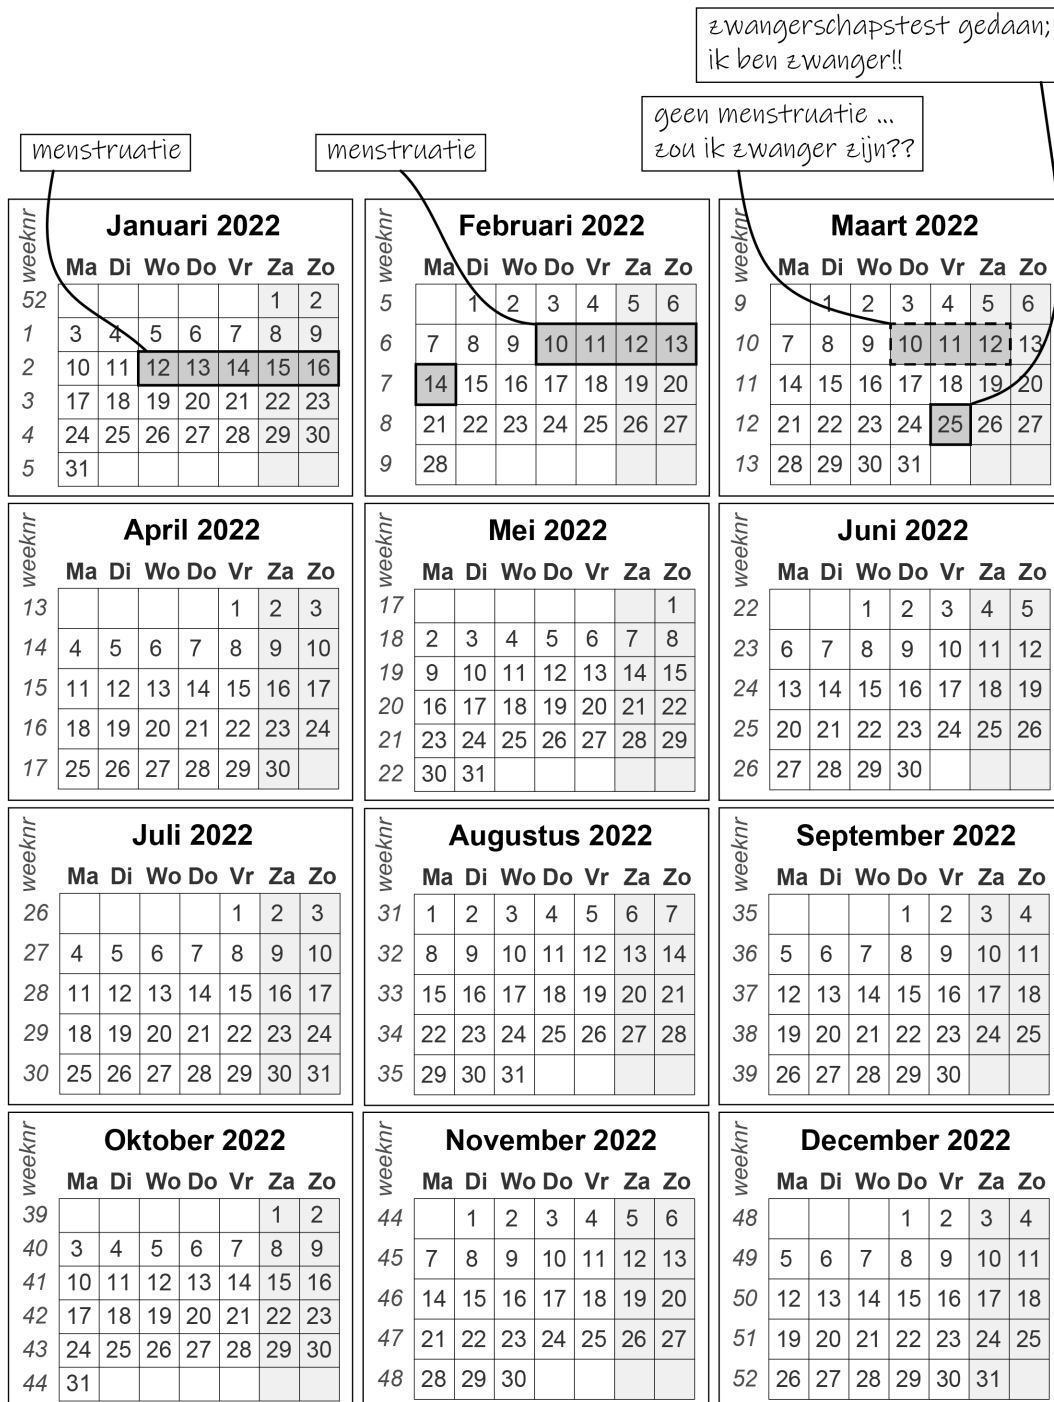 zwangerschapstest gedaan;
ik ben zwanger!!
geen menstruatie ...
zou ik zwanger zijn??
menstruatie
menstruatie
weeknr
Januari 2022
Ma Di Wo Do Vr Za Zo
52 1 2
1 3 4 5 6 7 8 9
2 10 11 12 13 14 15 16
3 17 18 19 20 21 22 23
4 24 25 26 27 28 29 30
5 31
weeknr
Februari 2022
Ma Di Wo Do Vr Za Zo
5 1 2 3 4 5 6
6 7 8 9 10 11 12 13
7 14 15 16 17 18 19 20
8 21 22 23 24 25 26 27
9 28
weeknr
Maart 2022
Ma Di Wo Do Vr Za Zo
9 1 2 3 4 5 6
10 7 8 9 10 11 12 13
11 14 15 16 17 18 19 20
12 21 22 23 24 25 26 27
13 28 29 30 31
weeknr
April 2022
Ma Di Wo Do Vr Za Zo
13 1 2 3
14 4 5 6 7 8 9 10
15 11 12 13 14 15 16 17
16 18 19 20 21 22 23 24
17 25 26 27 28 29 30
weeknr
Mei 2022
Ma Di Wo Do Vr Za Zo
17 1
18 2 3 4 5 6 7 8
19 9 10 11 12 13 14 15
20 16 17 18 19 20 21 22
21 23 24 25 26 27 28 29
22 30 31
weeknr
Juni 2022
Ma Di Wo Do Vr Za Zo
22 1 2 3 4 5
23 6 7 8 9 10 11 12
24 13 14 15 16 17 18 19
25 20 21 22 23 24 25 26
26 27 28 29 30
weeknr
Juli 2022
Ma Di Wo Do Vr Za Zo
26 1 2 3
27 4 5 6 7 8 9 10
28 11 12 13 14 15 16 17
29 18 19 20 21 22 23 24
30 25 26 27 28 29 30 31
weeknr
Augustus 2022
Ma Di Wo Do Vr Za Zo
31 1 2 3 4 5 6 7
32 8 9 10 11 12 13 14
33 15 16 17 18 19 20 21
34 22 23 24 25 26 27 28
35 29 30 31
weeknr
September 2022
Ma Di Wo Do Vr Za Zo
35 1 2 3 4
36 5 6 7 8 9 10 11
37 12 13 14 15 16 17 18
38 19 20 21 22 23 24 25
39 26 27 28 29 30
weeknr
Oktober 2022
Ma Di Wo Do Vr Za Zo
39 1 2
40 3 4 5 6 7 8 9
41 10 11 12 13 14 15 16
42 17 18 19 20 21 22 23
43 24 25 26 27 28 29 30
44 31
weeknr
November 2022
Ma Di Wo Do Vr Za Zo
44 1 2 3 4 5 6
45 7 8 9 10 11 12 13
46 14 15 16 17 18 19 20
47 21 22 23 24 25 26 27
48 28 29 30
weeknr
December 2022
Ma Di Wo Do Vr Za Zo
48 1 2 3 4
49 5 6 7 8 9 10 11
50 12 13 14 15 16 17 18
51 19 20 21 22 23 24 25
52 26 27 28 29 30 31